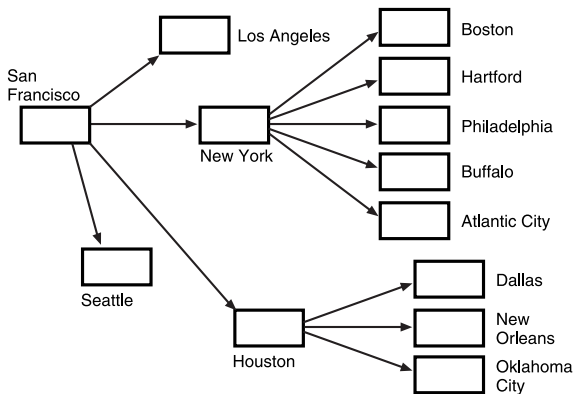 Los Angeles
San
Francisco
New York
Boston
Hartford
Philadelphia
Buffalo
Atlantic City
Seattle
Houston
Dallas
New
Orleans
Oklahoma
City